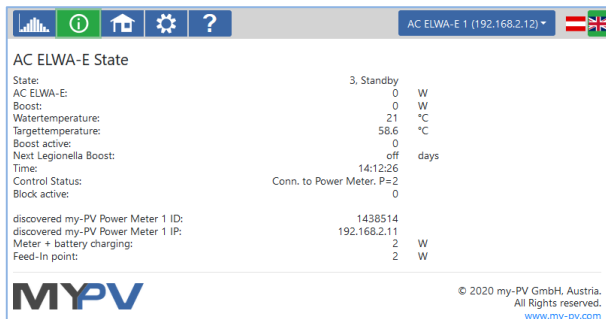 ?
AC ELWA-E 1 (192.168.2.12)
AC ELWA-E State
State: 3, Standby
AC ELWA-E: 0 W
Boost: 0 W
Watertemperature: 21 °C
Targettemperature: 58.6 °C
Boost active: 0
Next Legionella Boost: off days
Time: 14:12:26
Control Status: Conn. to Power Meter. P=2
Block active: 0
discovered my-PV Power Meter 1 ID: 1438514
discovered my-PV Power Meter 1 IP: 192.168.2.11
Meter + battery charging: 2 W
Feed-In point: 2 W
MYPV
© 2020 my-PV GmbH, Austria.
All Rights reserved.
www.my-pv.com